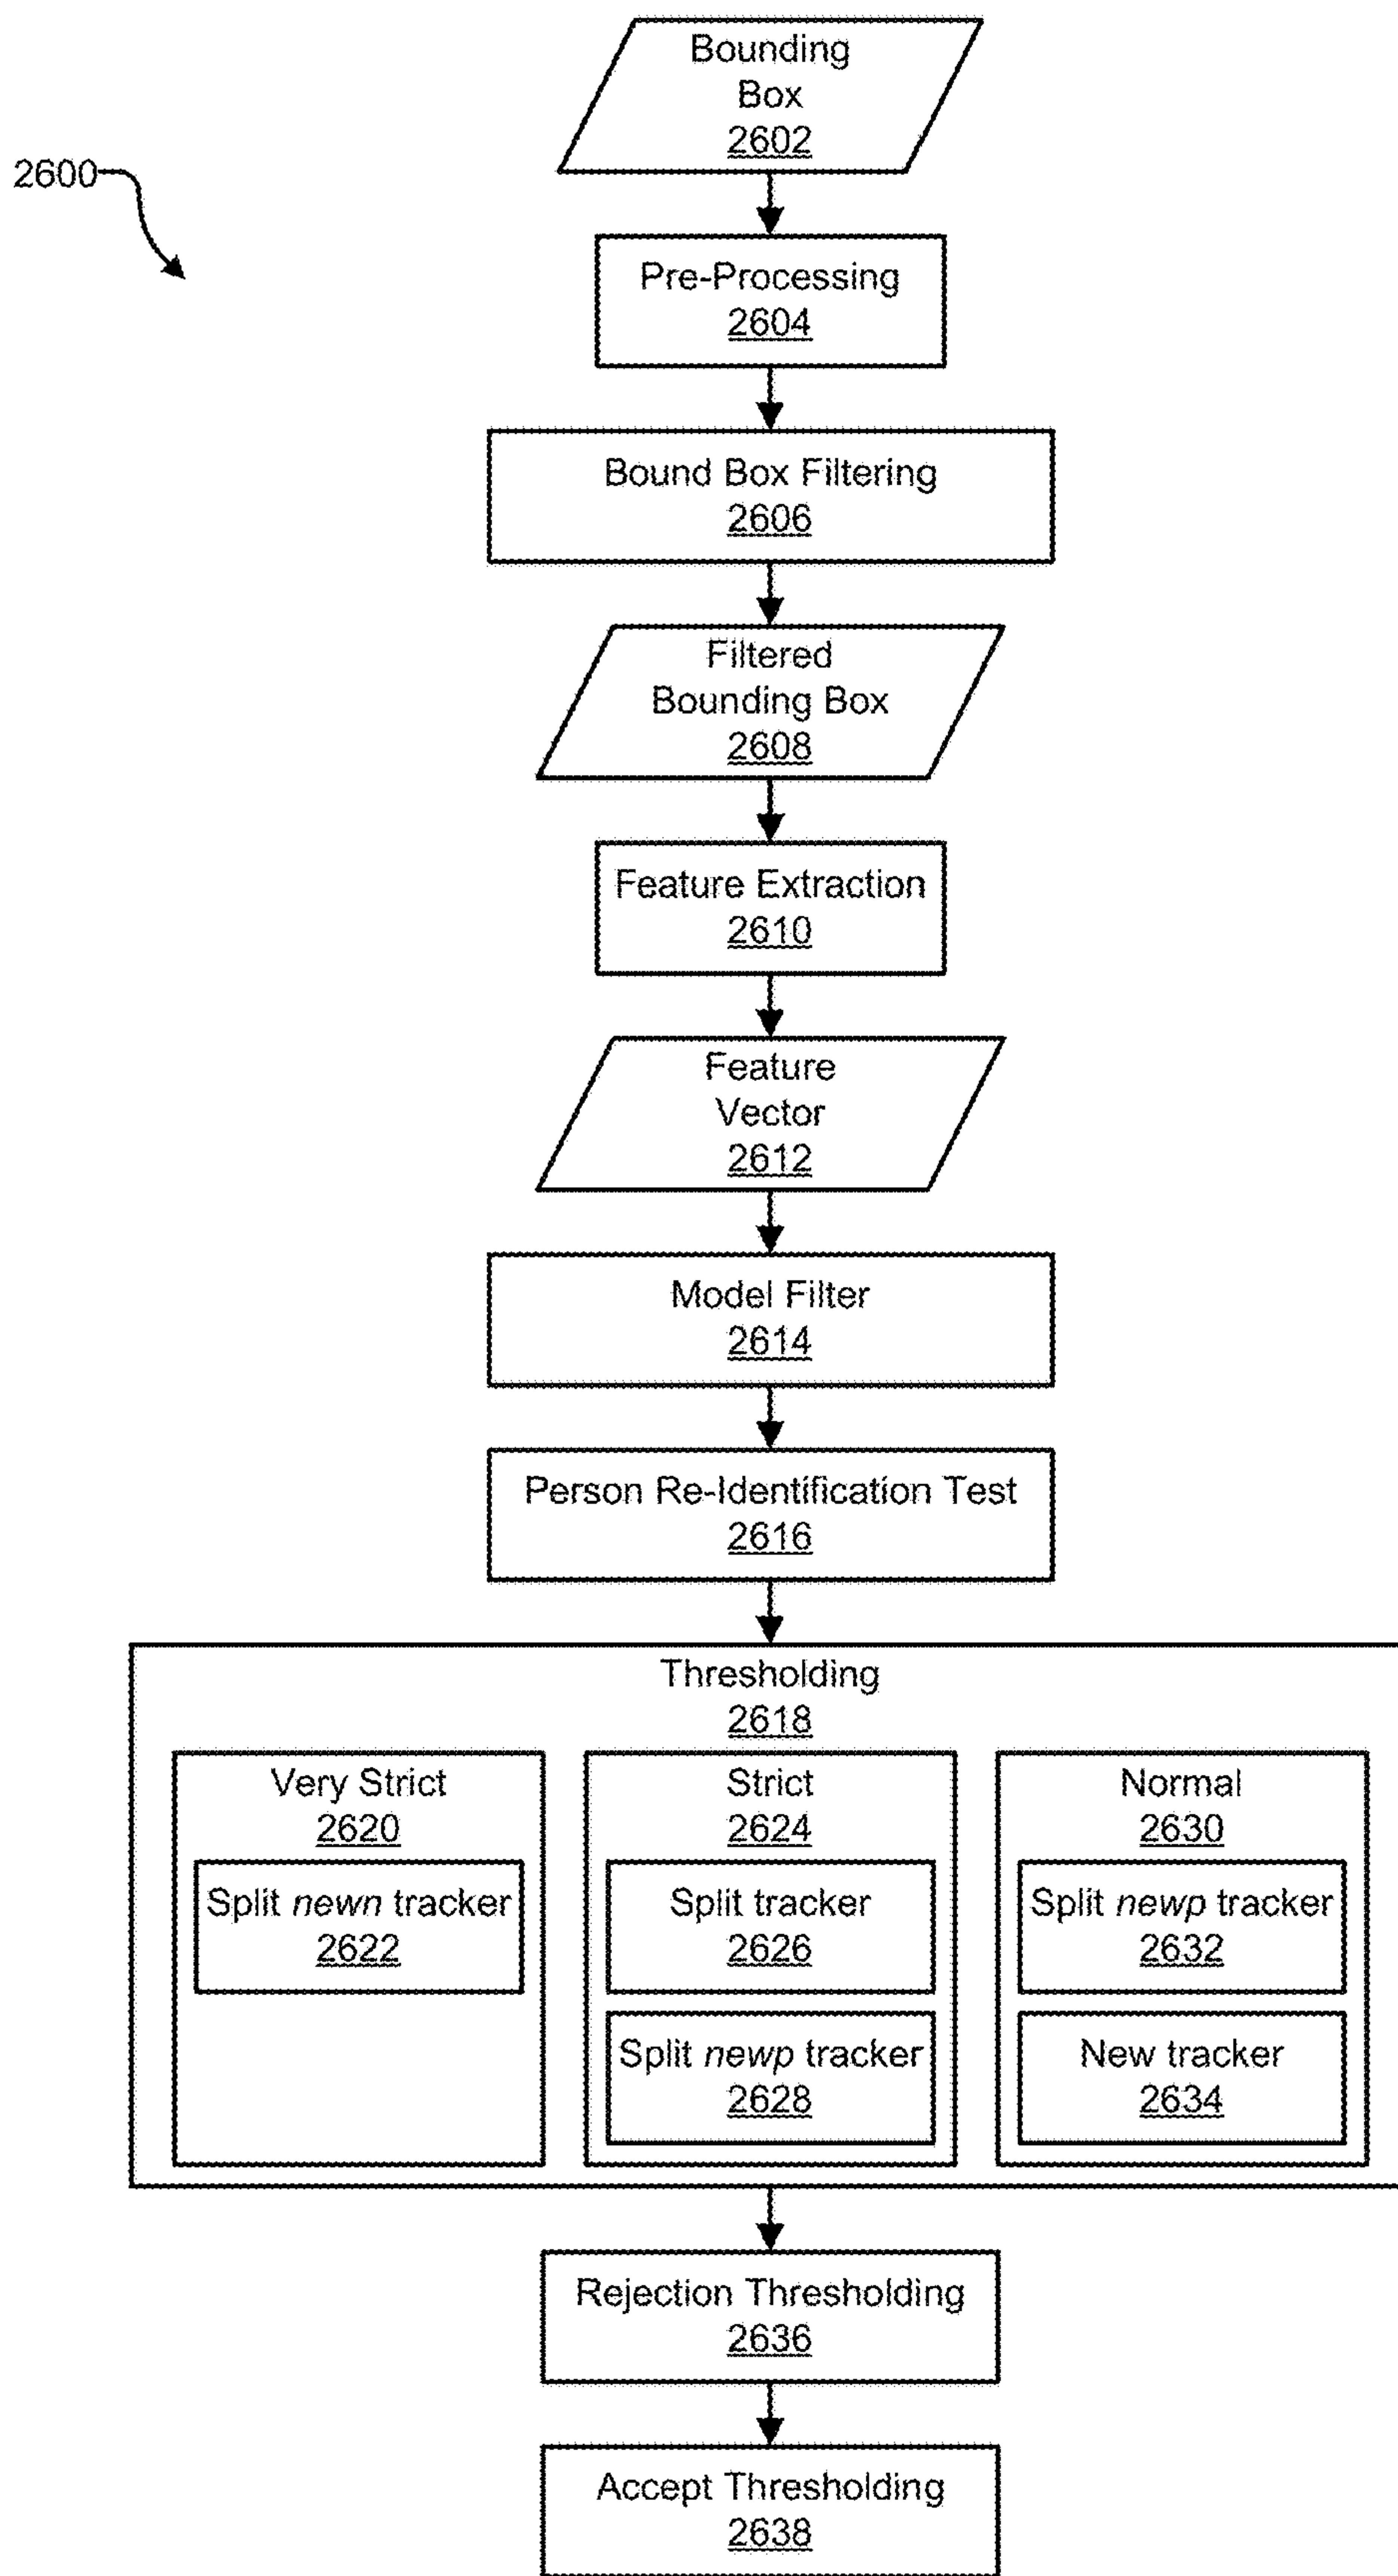 Bounding
Box
2602
2600
Pre-Processing
2604
Bound Box Filtering
2606
Filtered
Bounding Box
2608
Feature Extraction
2610
Feature
Vector
2612
Model Filter
2614
Person Re-Identification Test
2616
Thresholding
2618
Very Strict
2620
Split newn tracker
2622
Strict
2624
Split tracker
2626
Split newp tracker
2628
Normal
2630
Split newp tracker
2632
New tracker
2634
Rejection Thresholding
2636
Accept Thresholding
2638